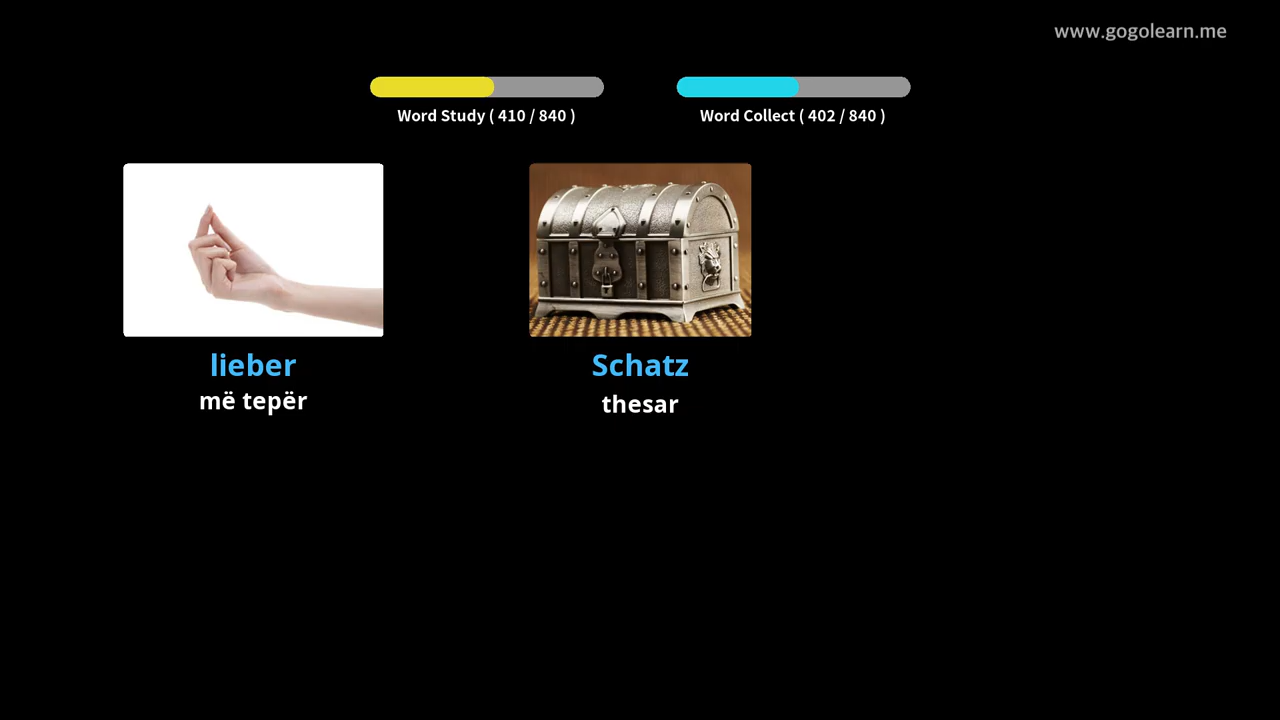 www.gogolearn.me
Word Study ( 410 / 840 )
Word Collect ( 402 / 840 )
lieber
më tepër
Schatz
thesar